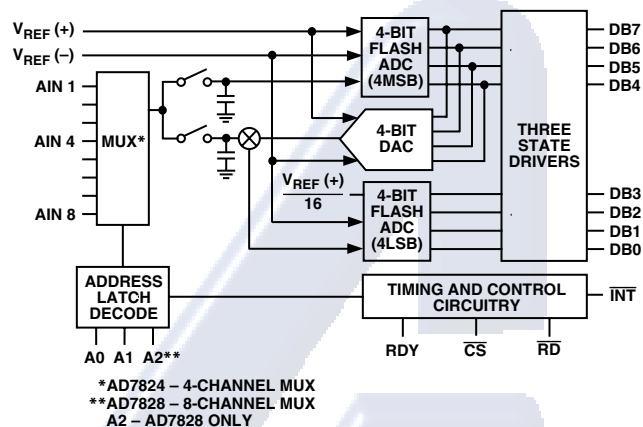 VREF (+)
VREF (–)
AIN 1
AIN 4
AIN 8
MUX*
4-BIT
FLASH
ADC
(4MSB)
4-BIT
DAC
VREF (+)
16
4-BIT
FLASH
ADC
(4LSB)
THREE
STATE
DRIVERS
DB7
DB6
DB5
DB4
DB3
DB2
DB1
DB0
ADDRESS
LATCH
DECODE
TIMING AND CONTROL
CIRCUITRY
INT
A0 A1 A2**
RDY CS RD
*AD7824 – 4-CHANNEL MUX
**AD7828 – 8-CHANNEL MUX
A2 – AD7828 ONLY